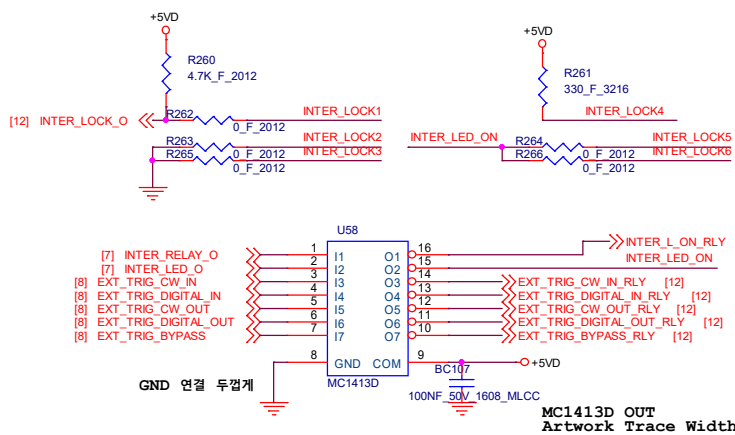 +5VD
R260
4.7K_F_2012
[12] INTER_LOCK_O
R262
0_F_2012
INTER_LOCK1
R263
0_F_2012
INTER_LOCK2
R265
0_F_2012
INTER_LOCK3
+5VD
R261
330_F_3216
INTER_LOCK4
INTER_LED_ON
R264
0_F_2012
INTER_LOCK5
R266
0_F_2012
INTER_LOCK6
U58
[7] INTER_RELAY_O 1 I1 O1 16 INTER_L_ON_RLY
[7] INTER_LED_O 2 I2 O2 15 INTER_LED_ON
[8] EXT_TRIG_CW_IN 3 I3 O3 14 EXT_TRIG_CW_IN_RLY [12]
[8] EXT_TRIG_DIGITAL_IN 4 I4 O4 13 EXT_TRIG_DIGITAL_IN_RLY [12]
[8] EXT_TRIG_CW_OUT 5 I5 O5 12 EXT_TRIG_CW_OUT_RLY [12]
[8] EXT_TRIG_DIGITAL_OUT 6 I6 O6 11 EXT_TRIG_DIGITAL_OUT_RLY [12]
[8] EXT_TRIG_BYPASS 7 I7 O7 10 EXT_TRIG_BYPASS_RLY [12]
8 GND COM 9 +5VD
MC1413D
BC107
100NF_50V_1608_MLCC
GND 연결 두껍게
MC1413D OUT
Artwork Trace Width